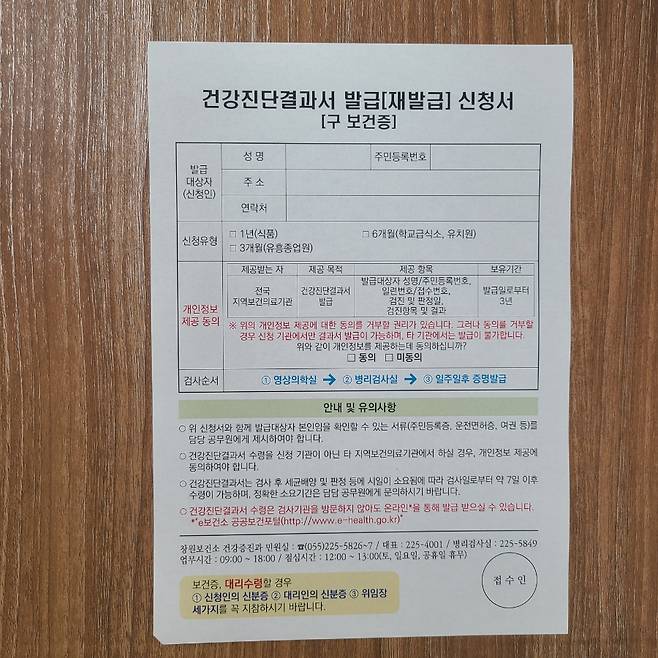 건강진단결과서 발급[재발급] 신청서
[구 보건증]
발급
대상자
(신청인)
성 명
주민등록번호
주 소
연락처
신청유형
□ 1년(식품)
□ 6개월(학교급식소, 유치원)
□ 3개월(유흥종업원)
개인정보
제공 동의
제공받는 자
제공 목적
제공 항목
보유기간
전국
지역보건의료기관
건강진단결과서
발급
발급대상자 성명/주민등록번호,
일련번호/접수번호,
검진 및 판정일,
검진항목 및 결과
발급일로부터
3년
※ 위의 개인정보 제공에 대한 동의를 거부할 권리가 있습니다. 그러나 동의를 거부할
경우 신청 기관에서만 결과서 발급이 가능하며, 타 기관에서는 발급이 불가합니다.
위와 같이 개인정보를 제공하는데 동의하십니까?
□ 동의 □ 미동의
검사순서
① 영상의학실 → ② 병리검사실 → ③ 일주일후 증명발급
안내 및 유의사항
○ 위 신청서와 함께 발급대상자 본인임을 확인할 수 있는 서류(주민등록증, 운전면허증, 여권 등)를
담당 공무원에게 제시하여야 합니다.
○ 건강진단결과서 수령을 신청 기관이 아닌 타 지역보건의료기관에서 하실 경우, 개인정보 제공에
동의하여야 합니다.
○ 건강진단결과서는 검사 후 세균배양 및 판정 등에 시일이 소요됨에 따라 검사일로부터 약 7일 이후
수령이 가능하며, 정확한 소요기간은 담당 공무원에게 문의하시기 바랍니다.
○ 건강진단결과서 수령은 검사기관을 방문하지 않아도 온라인*을 통해 발급 받으실 수 있습니다.
*"e보건소 공공보건포털(http://www.e-health.go.kr)"
창원보건소 건강증진과 민원실 : ☎(055)225-5826~7 / 대표 : 225-4001 / 병리검사실 : 225-5849
업무시간 : 09:00 ~ 18:00 / 점심시간 : 12:00 ~ 13:00(토, 일요일, 공휴일 휴무)
보건증, 대리수령할 경우
① 신청인의 신분증 ② 대리인의 신분증 ③ 위임장
세가지를 꼭 지참하시기 바랍니다.
접 수 인